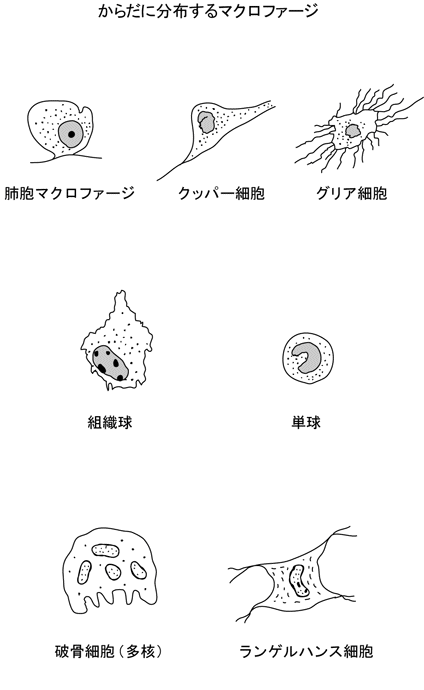 からだに分布するマクロファージ
肺胞マクロファージ
クッパー細胞
グリア細胞
組織球
単球
破骨細胞（多核）
ランゲルハンス細胞